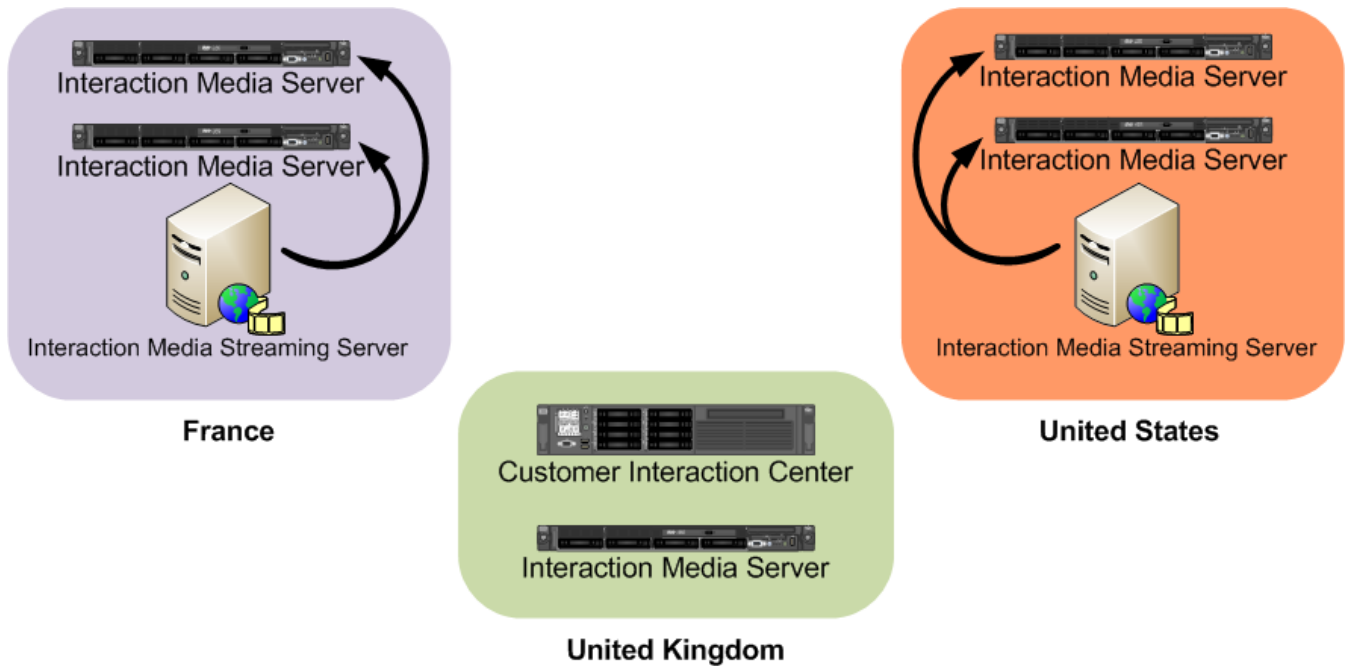 Interaction Media Server
Interaction Media Server
Interaction Media Streaming Server
France
Interaction Media Server
Interaction Media Server
Interaction Media Streaming Server
United States
Customer Interaction Center
Interaction Media Server
United Kingdom